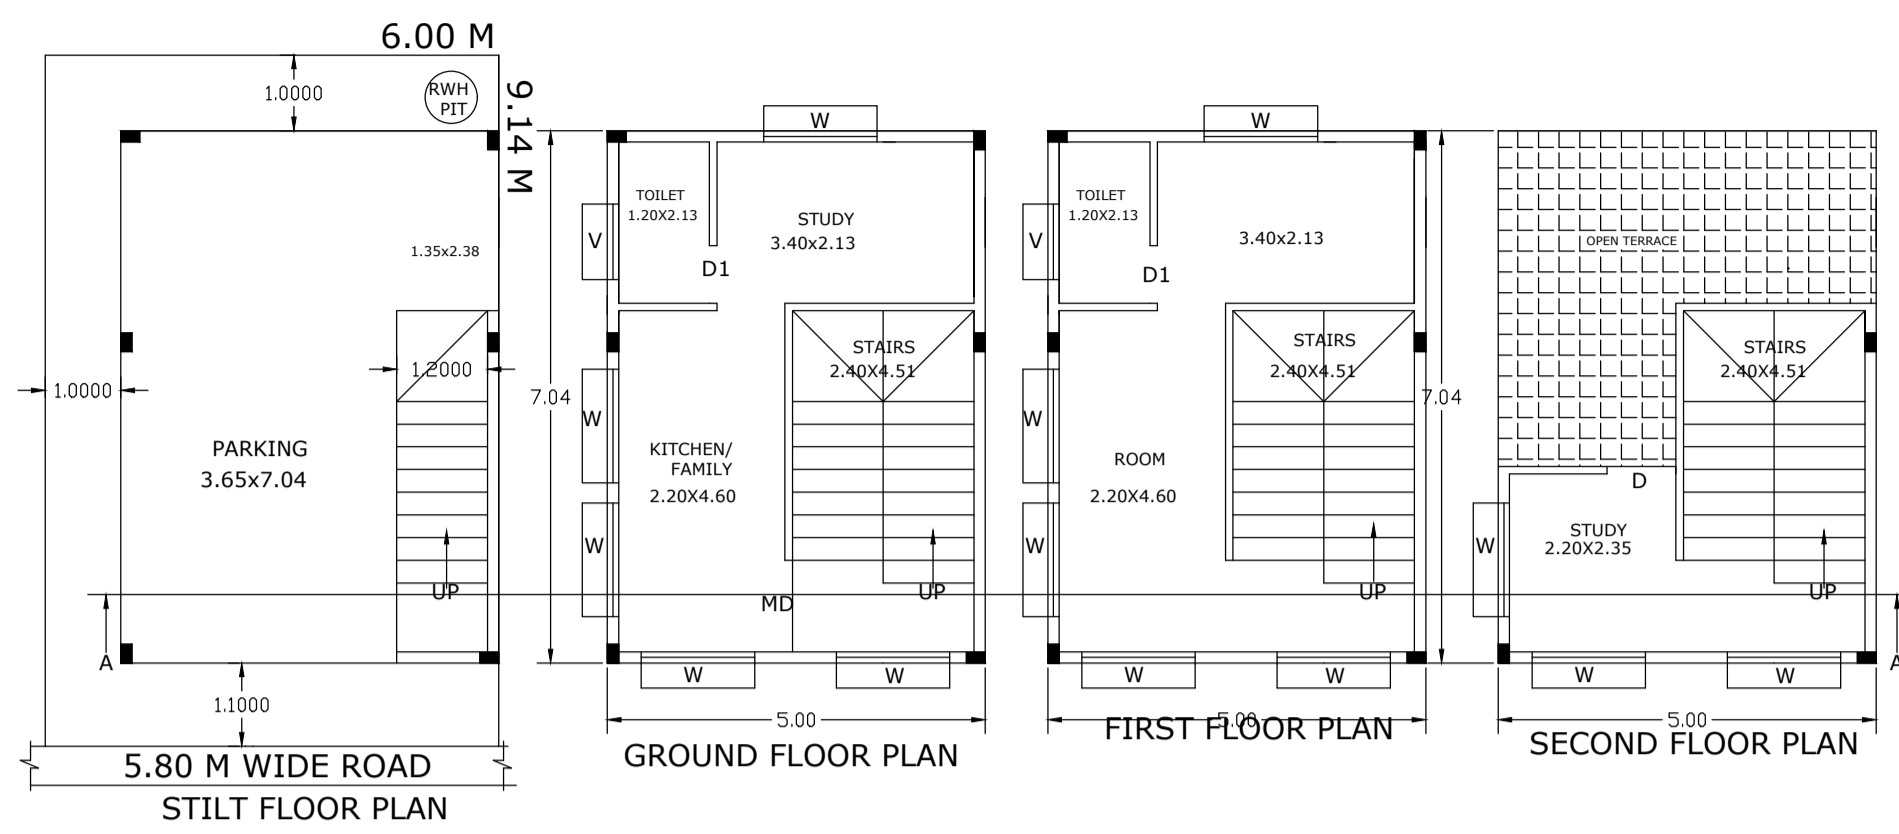 6.00 M
9.14 M
1.0000
RWH
PIT
1.35x2.38
1.2000
1.0000
PARKING
3.65x7.04
UP
A
1.1000
5.80 M WIDE ROAD
STILT FLOOR PLAN
W
TOILET
1.20X2.13
STUDY
3.40x2.13
V
D1
STAIRS
2.40X4.51
7.04
W
KITCHEN/
FAMILY
2.20X4.60
W
MD
UP
W
W
5.00
GROUND FLOOR PLAN
W
TOILET
1.20X2.13
3.40x2.13
V
D1
STAIRS
2.40X4.51
7.04
W
ROOM
2.20X4.60
W
UP
W
W
5.00
FIRST FLOOR PLAN
OPEN TERRACE
STAIRS
2.40X4.51
D
STUDY
2.20X2.35
W
UP
A
W
W
5.00
SECOND FLOOR PLAN